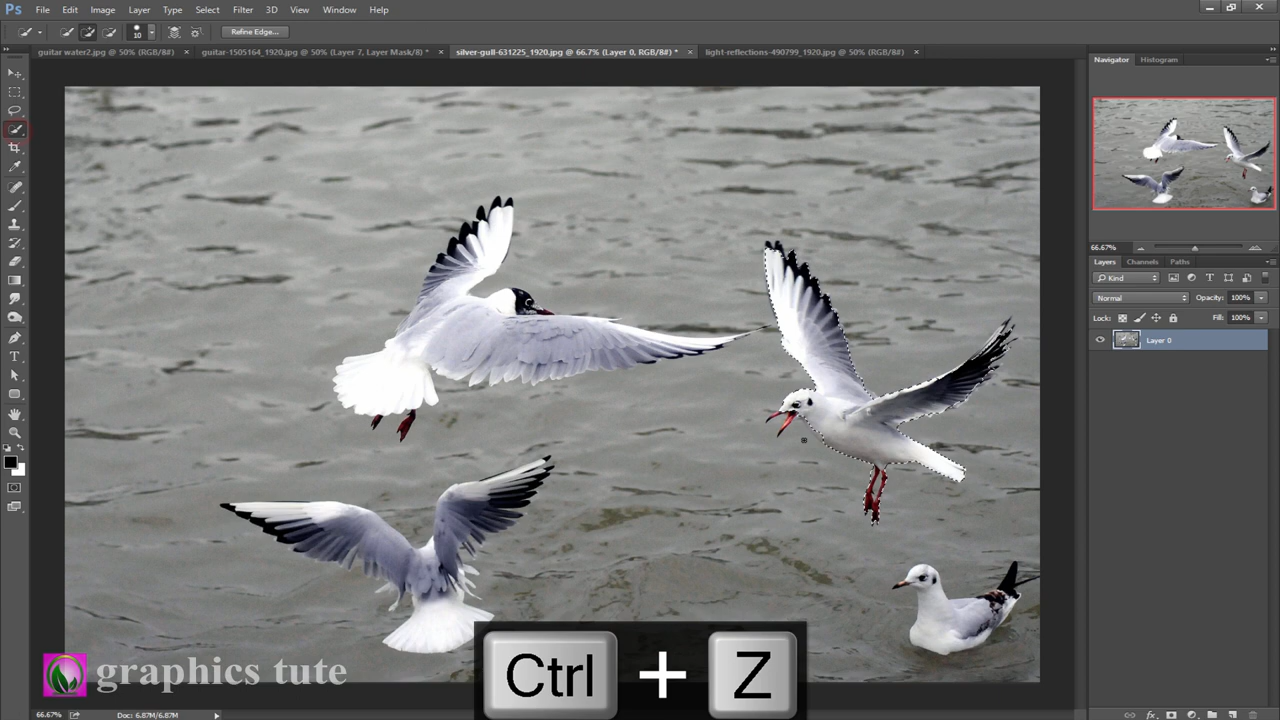 Ps File Edit Image Layer Type Select Filter 3D View Window Help
10 Refine Edge...
guitar water2.jpg @ 50% (RGB/8#) × guitar-1505164_1920.jpg @ 50% (Layer 7, Layer Mask/8) * × silver-gull-631225_1920.jpg @ 66.7% (Layer 0, RGB/8#) * × light-reflections-490799_1920.jpg @ 50% (RGB/8#) ×
Navigator Histogram
66.67%
Layers Channels Paths
Kind
Normal Opacity: 100%
Lock: Fill: 100%
Layer 0
graphics tute
Ctrl + Z
66.67% Doc: 6.87M/6.87M